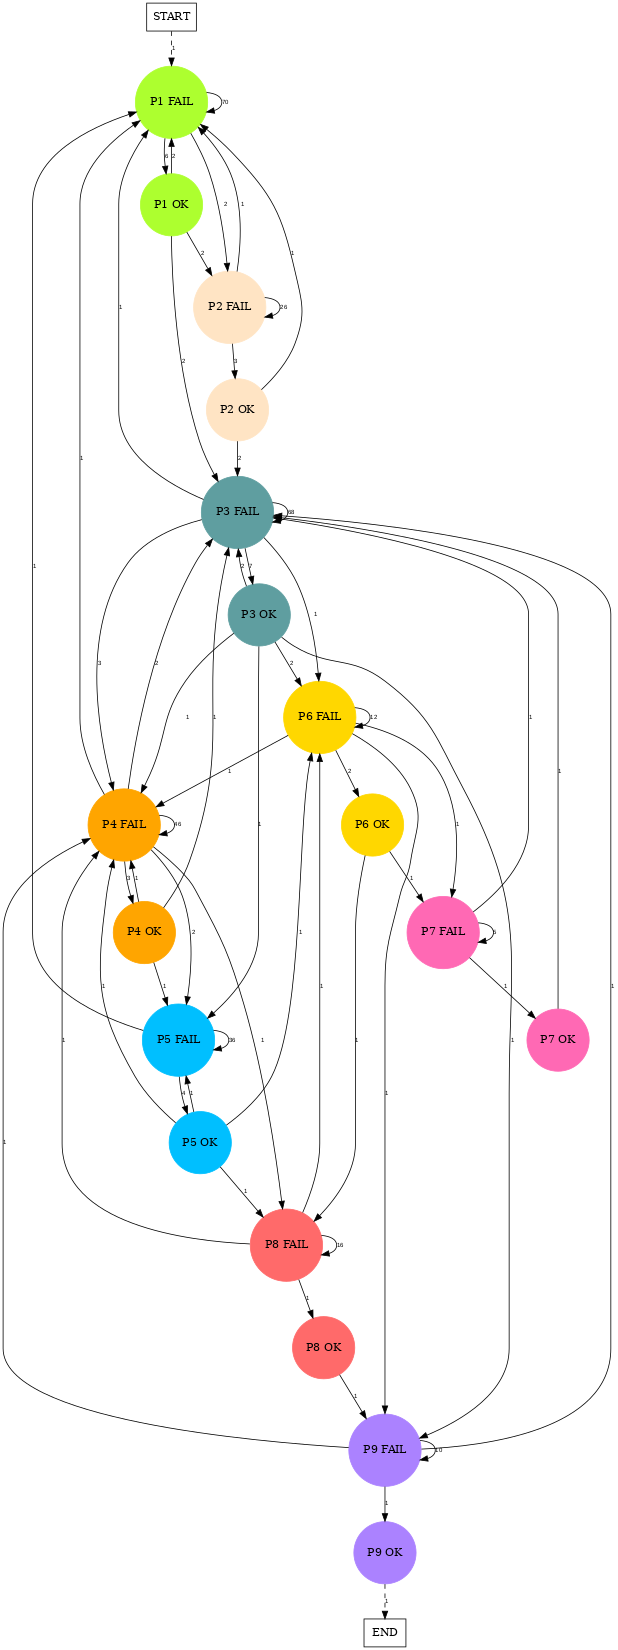 START
1
P1 FAIL
70
6
2
P1 OK
2
1
2
P2 FAIL
26
1
2
3
P2 OK
2
1
1
P3 FAIL
68
2
7
P3 OK
1
3
2
1
2
1
P6 FAIL
12
1
1
1
2
1
P4 FAIL
46
P6 OK
3
1
2
1
P4 OK
1
P7 FAIL
5
1
1
1
P5 FAIL
36
1
1
1
1
P7 OK
4
1
P5 OK
1
1
1
P8 FAIL
16
1
P8 OK
1
1
1
P9 FAIL
10
1
P9 OK
1
END